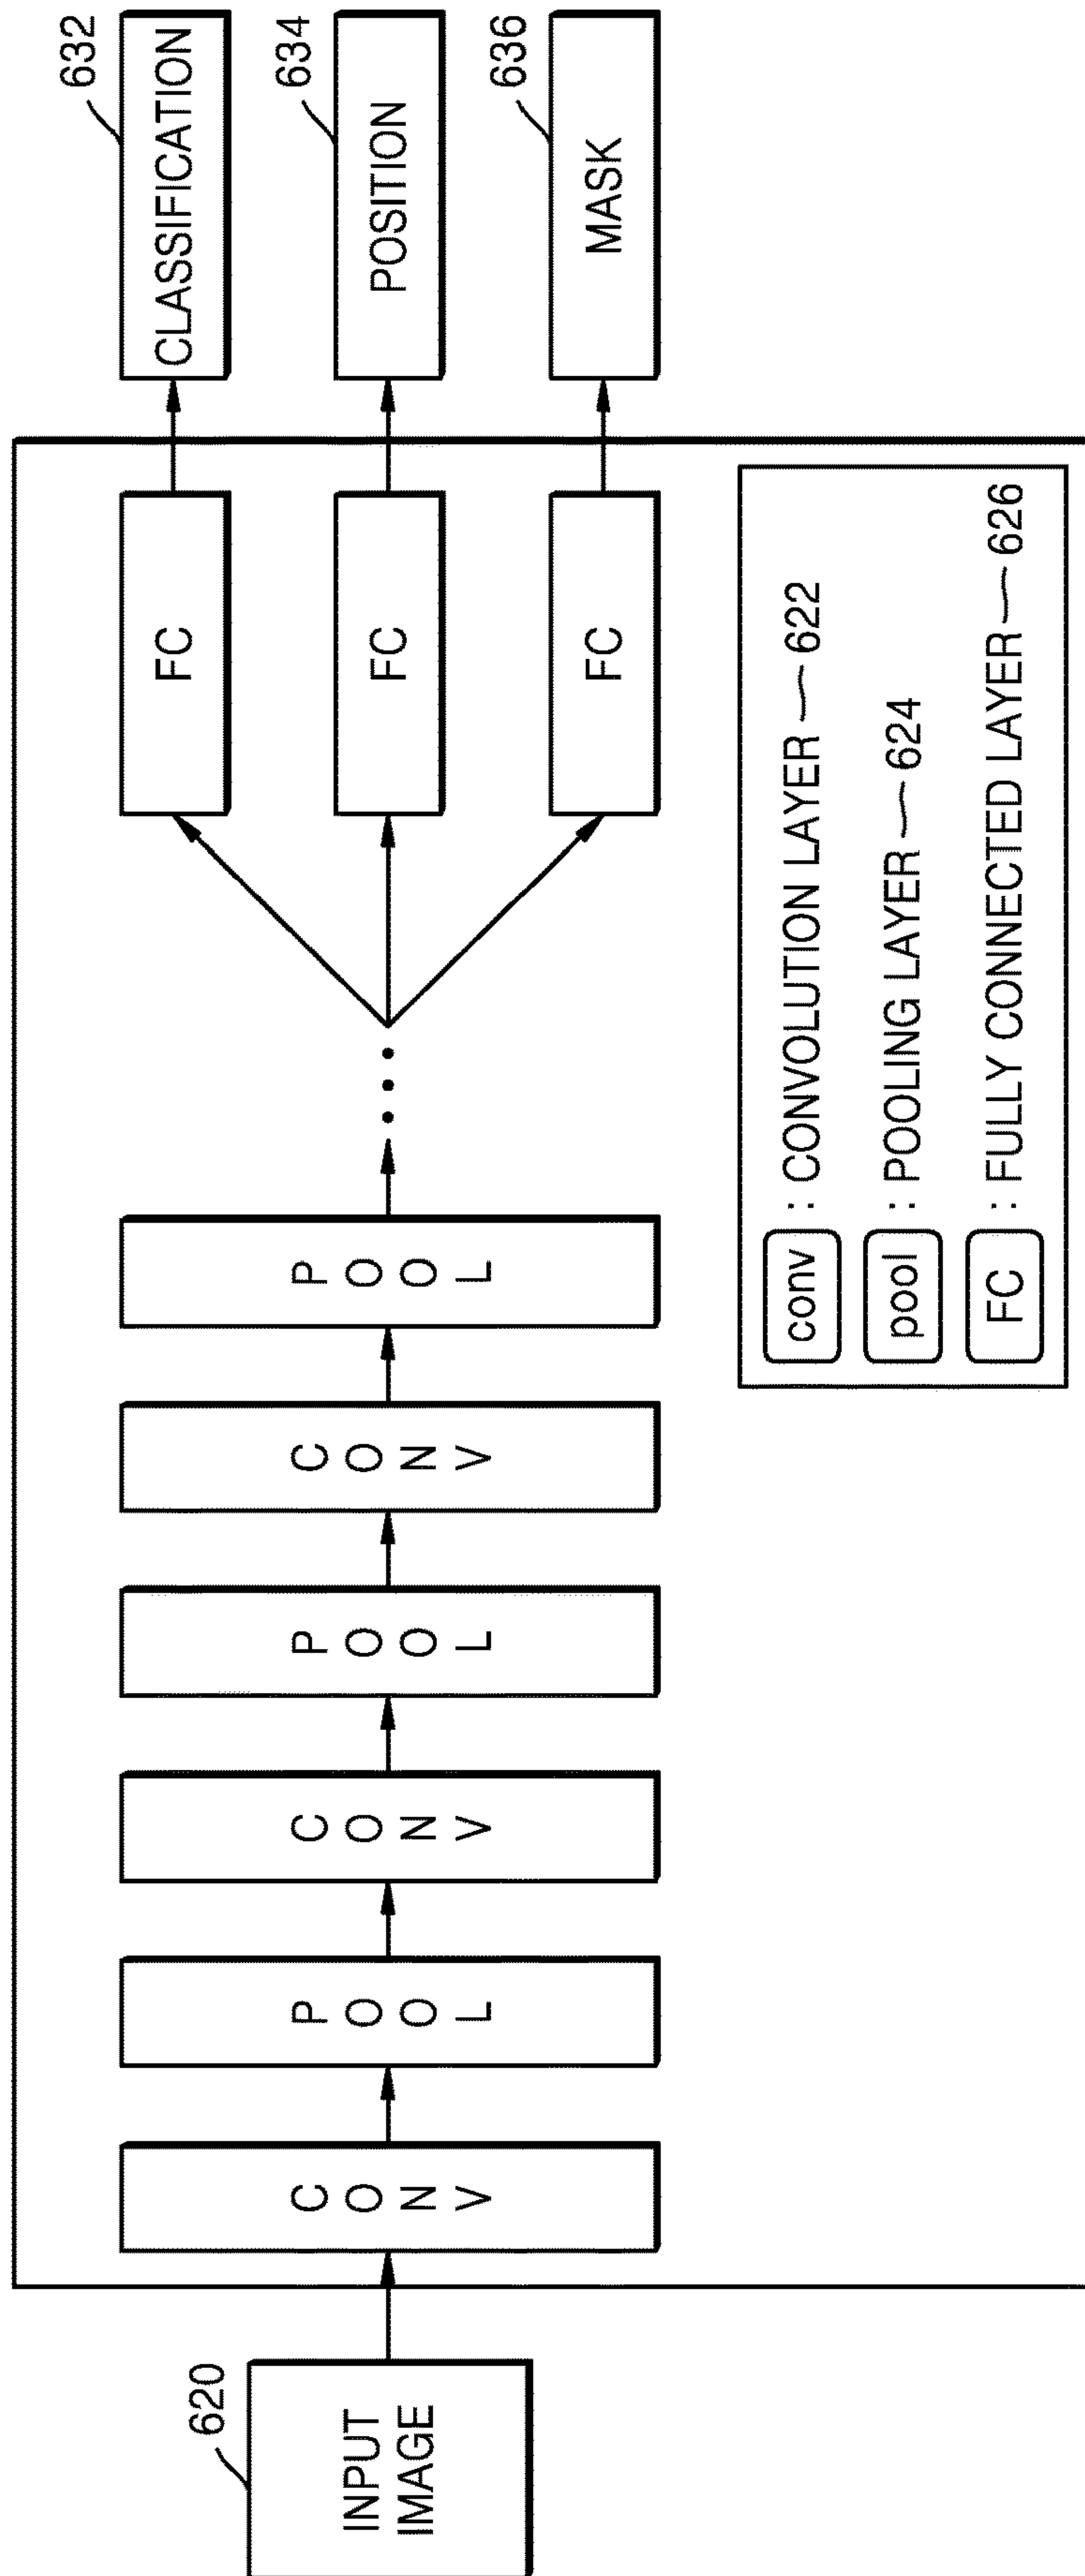 620
INPUT
IMAGE
CONV
POOL
CONV
POOL
CONV
POOL
...
FC
FC
FC
632
CLASSIFICATION
634
POSITION
636
MASK
conv : CONVOLUTION LAYER ~ 622
pool : POOLING LAYER ~ 624
FC : FULLY CONNECTED LAYER ~ 626